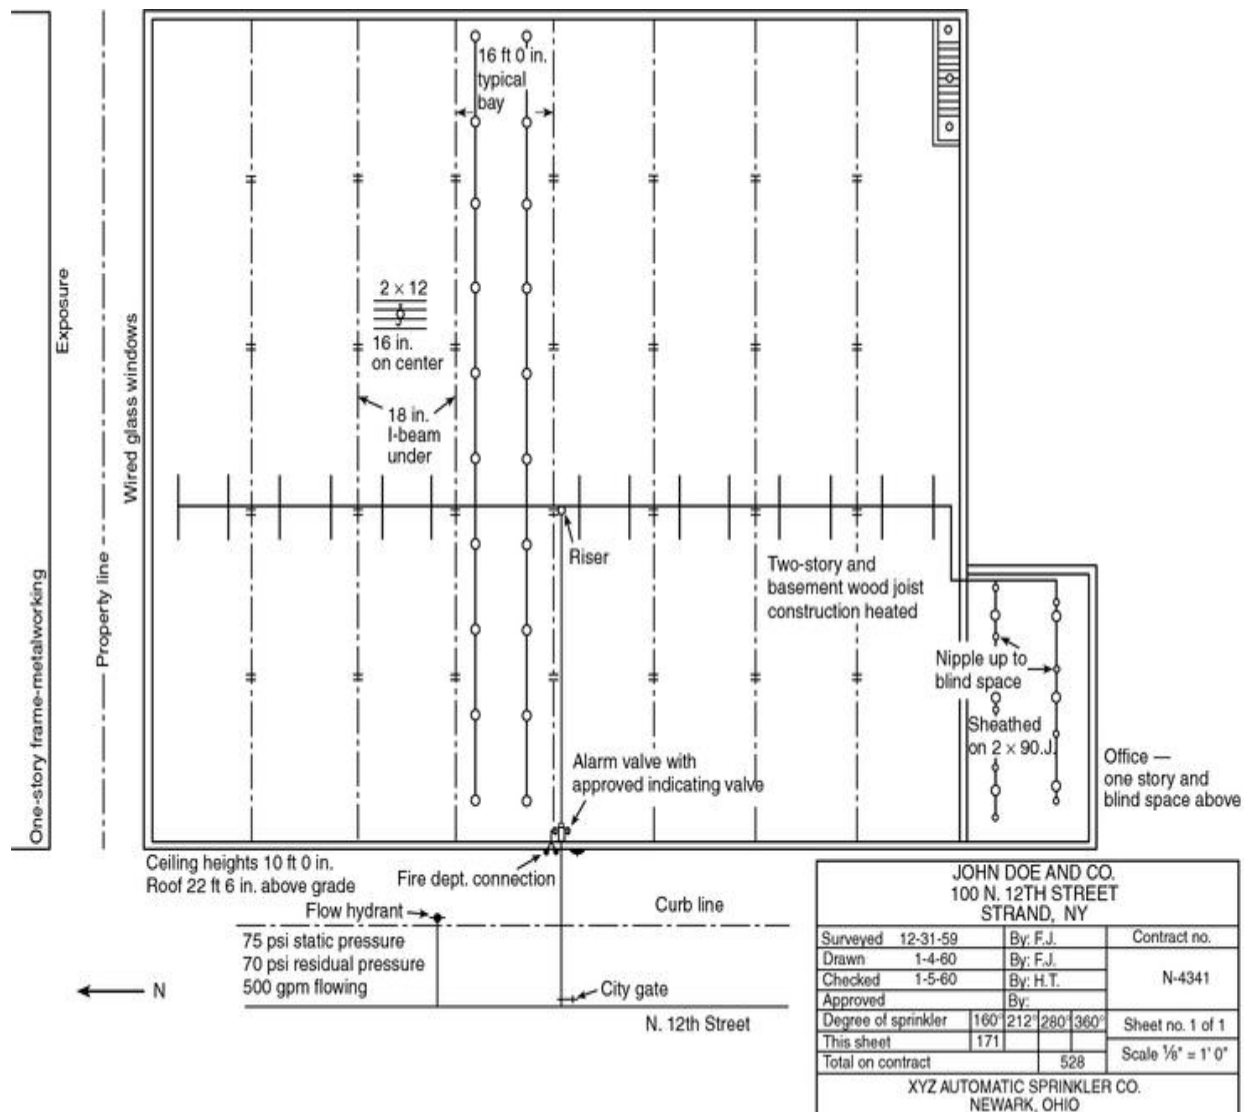 16 ft 0 in.
typical
bay
Exposure
Wired glass windows
2 × 12
16 in.
on center
18 in.
I-beam
under
Riser
Two-story and
basement wood joist
construction heated
One-story frame-metalworking
Property line
Nipple up to
blind space
Sheathed
on 2 × 90.J.
Office —
one story and
blind space above
Alarm valve with
approved indicating valve
Ceiling heights 10 ft 0 in.
Roof 22 ft 6 in. above grade
Fire dept. connection
Flow hydrant
Curb line
75 psi static pressure
70 psi residual pressure
500 gpm flowing
N
City gate
N. 12th Street
JOHN DOE AND CO.
100 N. 12TH STREET
STRAND, NY
Surveyed 12-31-59 By: F.J. Contract no.
Drawn 1-4-60 By: F.J.
Checked 1-5-60 By: H.T. N-4341
Approved By:
Degree of sprinkler 160° 212° 280° 360° Sheet no. 1 of 1
This sheet 171
Total on contract 528 Scale ⅛" = 1' 0"
XYZ AUTOMATIC SPRINKLER CO.
NEWARK, OHIO